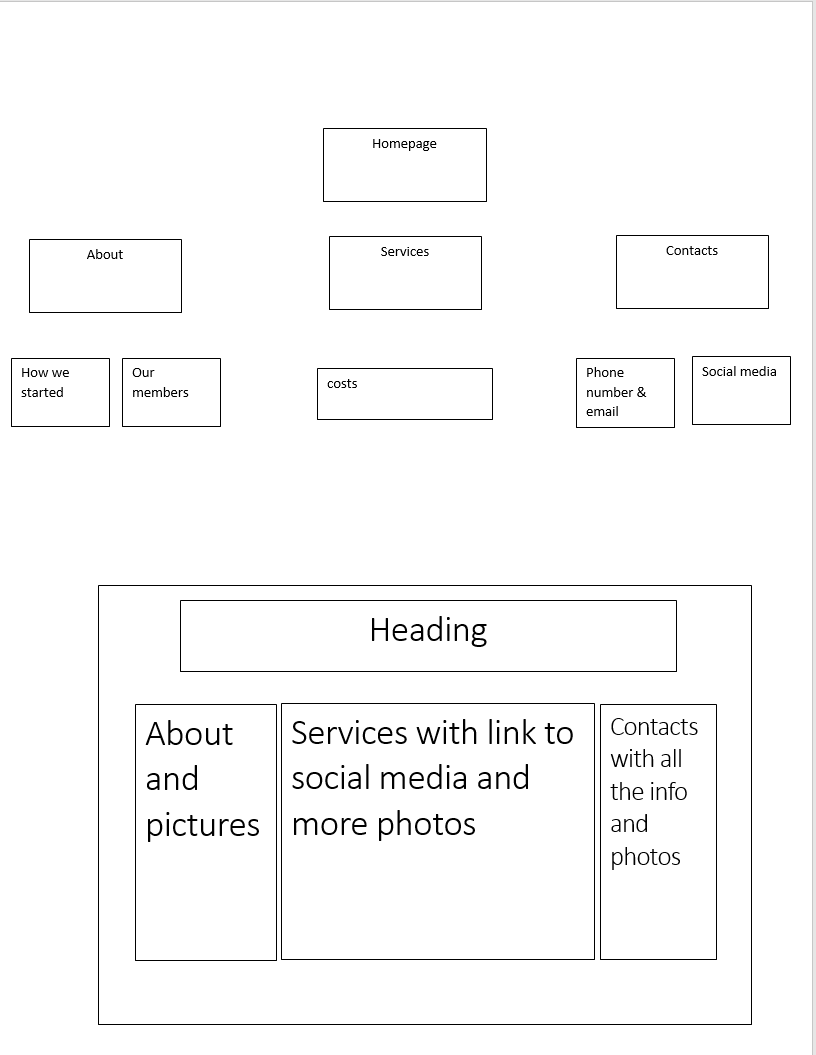 Homepage
About
Services
Contacts
How we
started
Our
members
costs
Phone
number &
email
Social media
Heading
About
and
pictures
Services with link to
social media and
more photos
Contacts
with all
the info
and
photos